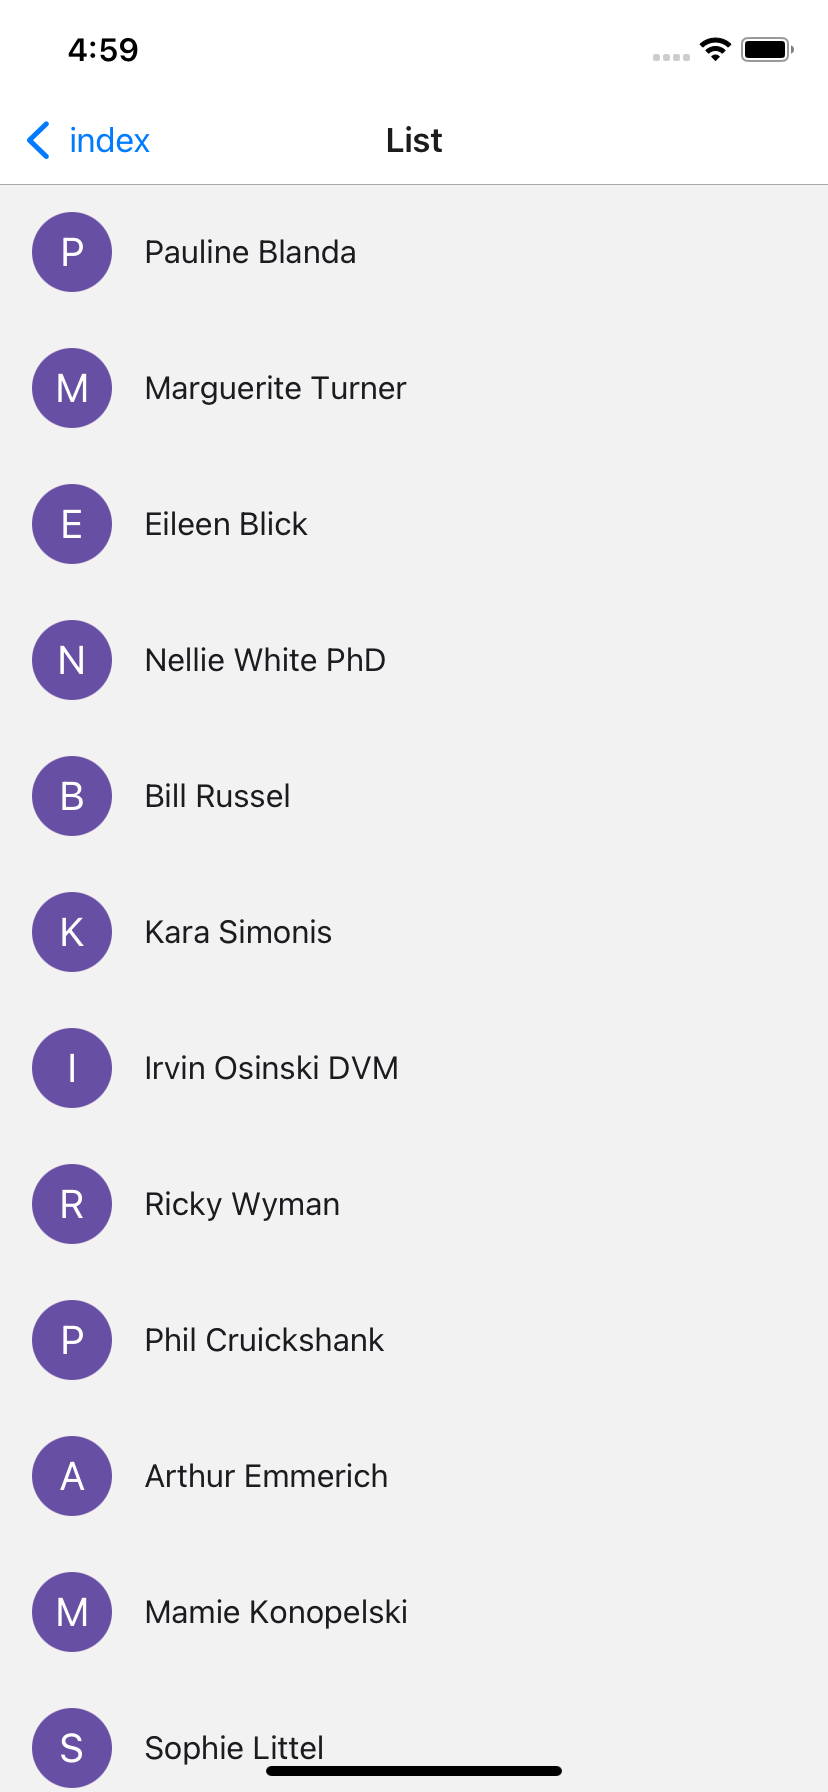 4:59
index List
P Pauline Blanda
M Marguerite Turner
E Eileen Blick
N Nellie White PhD
B Bill Russel
K Kara Simonis
I Irvin Osinski DVM
R Ricky Wyman
P Phil Cruickshank
A Arthur Emmerich
M Mamie Konopelski
S Sophie Littel